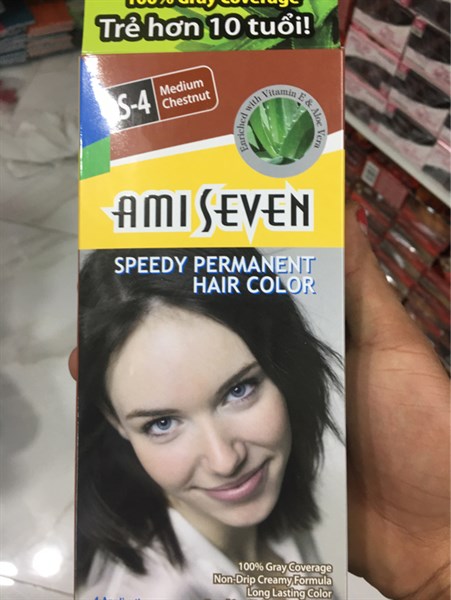 100% Gray Coverage
Trẻ hơn 10 tuổi!
S-4
Medium
Chestnut
Enriched with Vitamin E & Aloe Vera
AMI SEVEN
SPEEDY PERMANENT
HAIR COLOR
100% Gray Coverage
Non-Drip Creamy Formula
Long Lasting Color